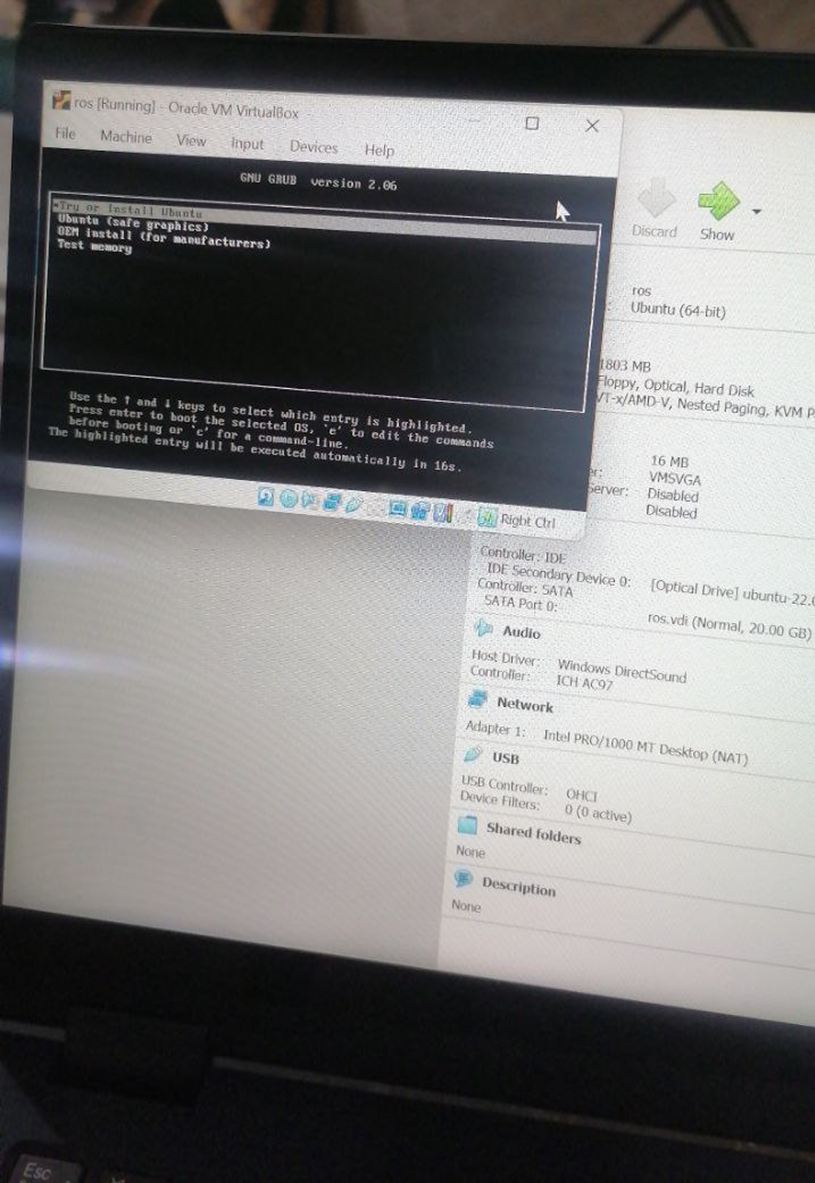 ros [Running] - Oracle VM VirtualBox
File Machine View Input Devices Help
GNU GRUB version 2.06
*Try or Install Ubuntu
Ubuntu (safe graphics)
OEM install (for manufacturers)
Test memory
Use the ↑ and ↓ keys to select which entry is highlighted.
Press enter to boot the selected OS, `e' to edit the commands
before booting or `c' for a command-line.
The highlighted entry will be executed automatically in 16s.
Right Ctrl
Discard Show
ros
Ubuntu (64-bit)
1803 MB
Floppy, Optical, Hard Disk
VT-x/AMD-V, Nested Paging, KVM
16 MB
VMSVGA
Disabled
Disabled
Controller: IDE
IDE Secondary Device 0: [Optical Drive] ubuntu-22.
Controller: SATA
SATA Port 0: ros.vdi (Normal, 20.00 GB)
Audio
Host Driver: Windows DirectSound
Controller: ICH AC97
Network
Adapter 1: Intel PRO/1000 MT Desktop (NAT)
USB
USB Controller: OHCI
Device Filters: 0 (0 active)
Shared folders
None
Description
None
Esc